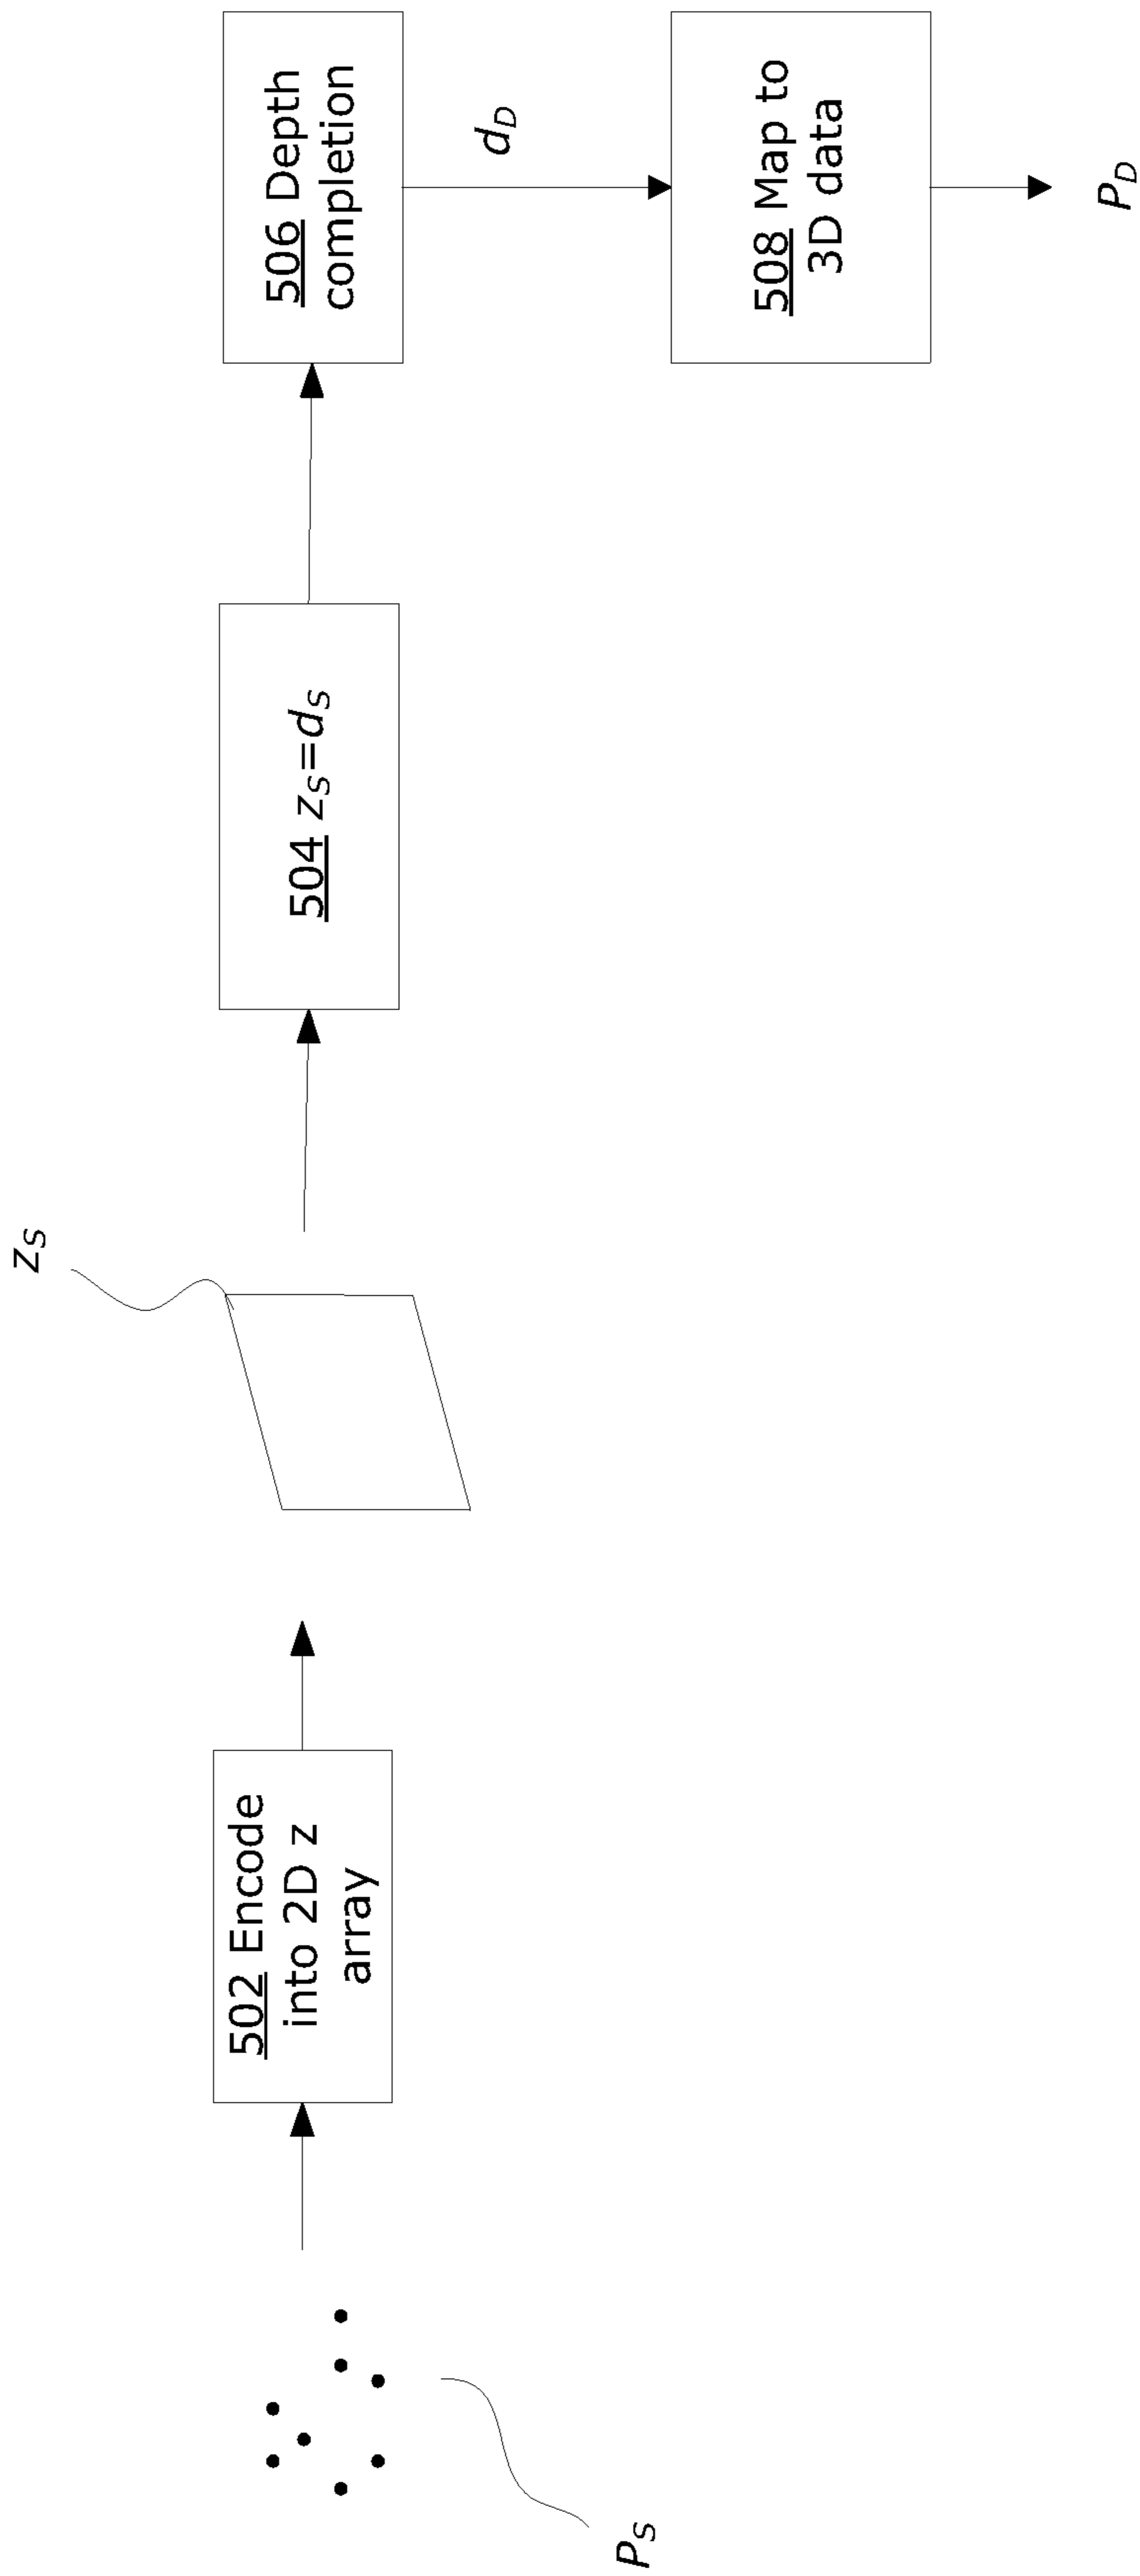 P_S
502 Encode
into 2D z
array
z_S
504 z_S=d_S
506 Depth
completion
d_D
508 Map to
3D data
P_D